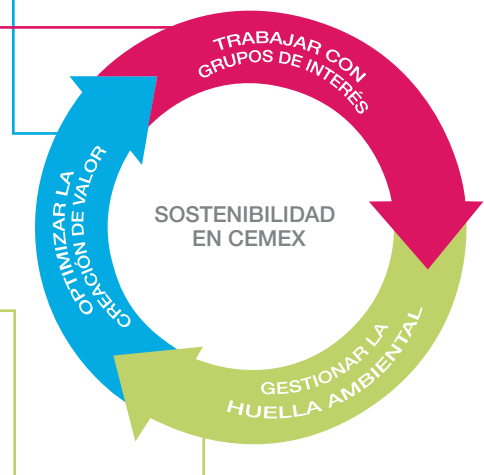 TRABAJAR CON
GRUPOS DE INTERÉS
OPTIMIZAR LA
CREACIÓN DE VALOR
SOSTENIBILIDAD
EN CEMEX
GESTIONAR LA
HUELLA AMBIENTAL